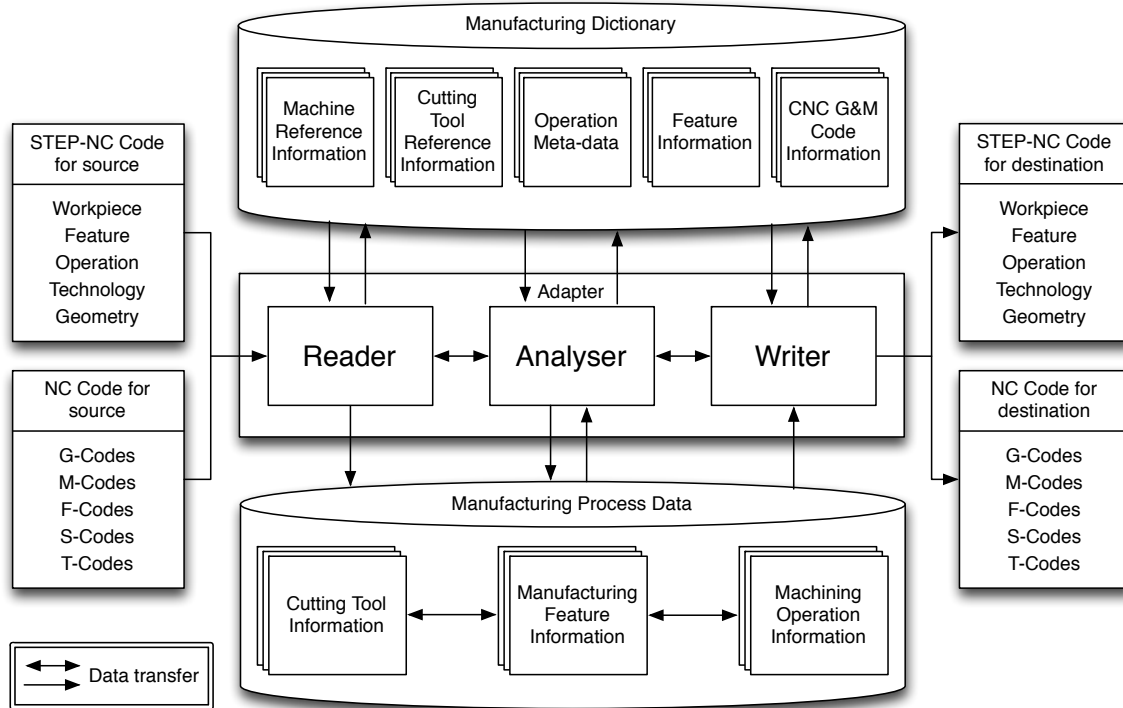 Manufacturing Dictionary
Machine
Reference
Information
Cutting
Tool
Reference
Information
Operation
Meta-data
Feature
Information
CNC G&M
Code
Information
STEP-NC Code
for source
Workpiece
Feature
Operation
Technology
Geometry
NC Code for
source
G-Codes
M-Codes
F-Codes
S-Codes
T-Codes
Adapter
Reader
Analyser
Writer
STEP-NC Code
for destination
Workpiece
Feature
Operation
Technology
Geometry
NC Code for
destination
G-Codes
M-Codes
F-Codes
S-Codes
T-Codes
Manufacturing Process Data
Cutting Tool
Information
Manufacturing
Feature
Information
Machining
Operation
Information
Data transfer